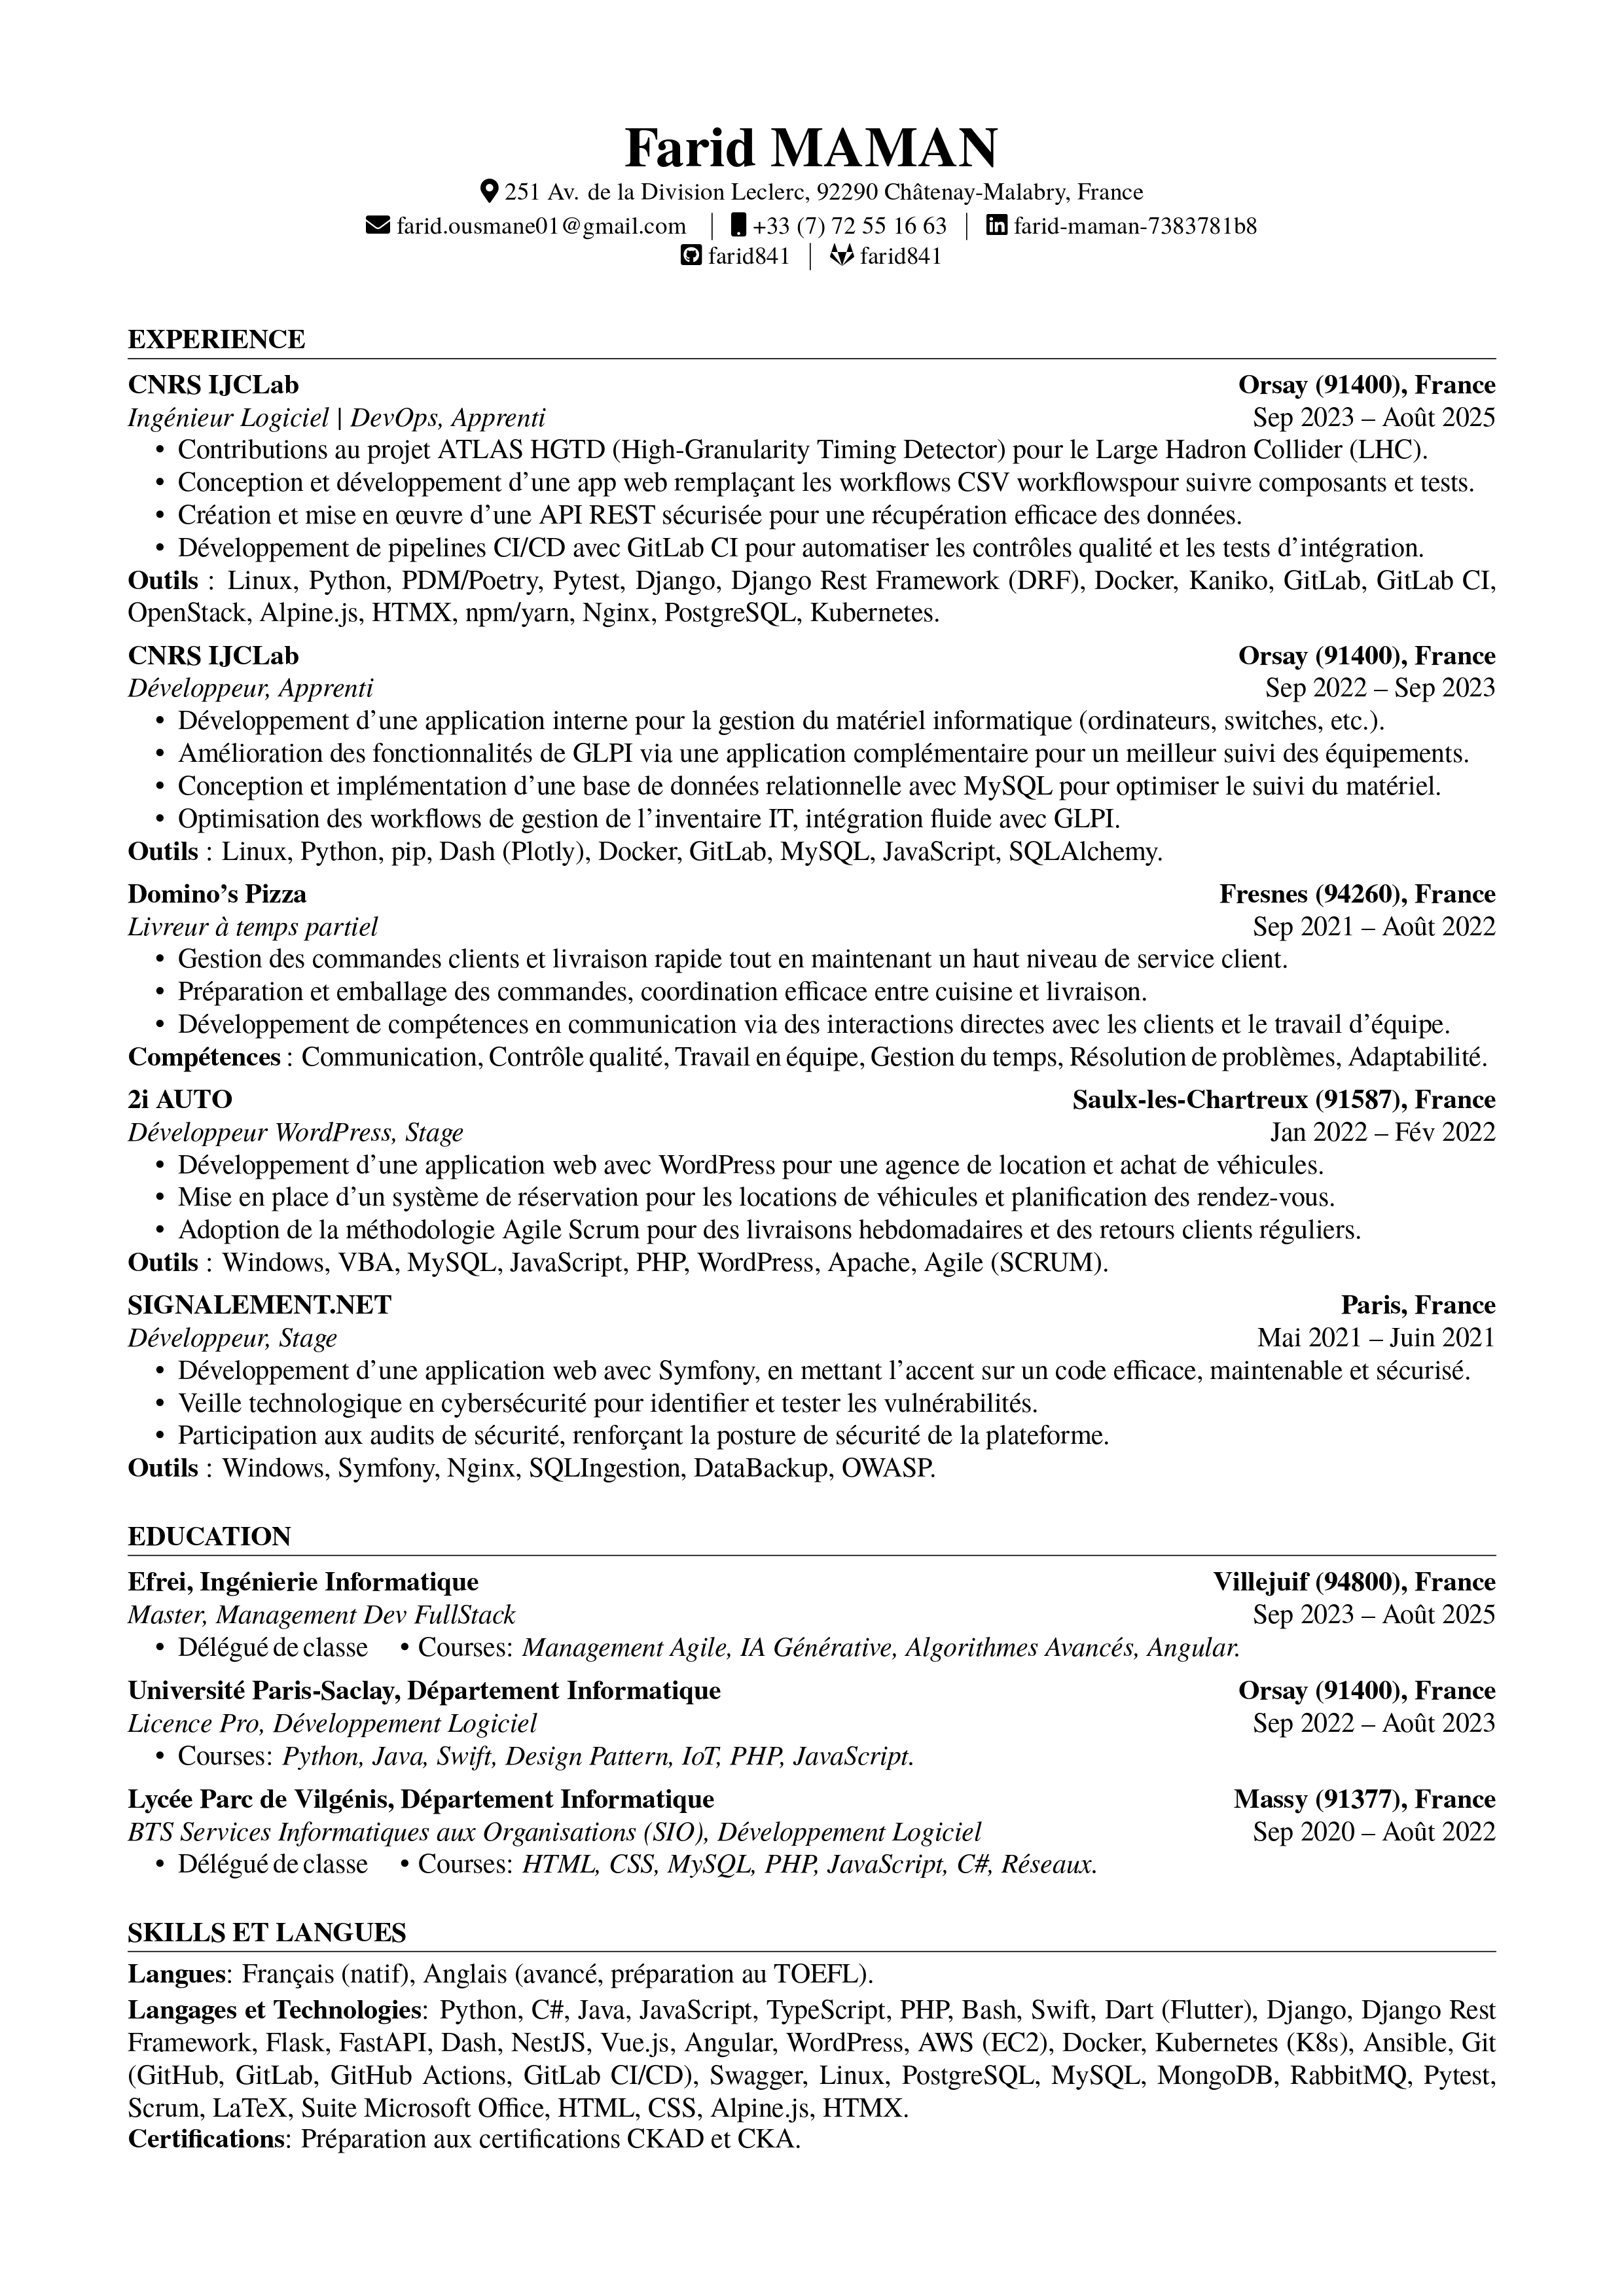 Farid MAMAN
251 Av. de la Division Leclerc, 92290 Châtenay-Malabry, France
farid.ousmane01@gmail.com | +33 (7) 72 55 16 63 | farid-maman-7383781b8
farid841 | farid841
EXPERIENCE
CNRS IJCLab Orsay (91400), France
Ingénieur Logiciel | DevOps, Apprenti Sep 2023 – Août 2025
• Contributions au projet ATLAS HGTD (High-Granularity Timing Detector) pour le Large Hadron Collider (LHC).
• Conception et développement d'une app web remplaçant les workflows CSV workflowspour suivre composants et tests.
• Création et mise en œuvre d'une API REST sécurisée pour une récupération efficace des données.
• Développement de pipelines CI/CD avec GitLab CI pour automatiser les contrôles qualité et les tests d'intégration.
Outils : Linux, Python, PDM/Poetry, Pytest, Django, Django Rest Framework (DRF), Docker, Kaniko, GitLab, GitLab CI,
OpenStack, Alpine.js, HTMX, npm/yarn, Nginx, PostgreSQL, Kubernetes.
CNRS IJCLab Orsay (91400), France
Développeur, Apprenti Sep 2022 – Sep 2023
• Développement d'une application interne pour la gestion du matériel informatique (ordinateurs, switches, etc.).
• Amélioration des fonctionnalités de GLPI via une application complémentaire pour un meilleur suivi des équipements.
• Conception et implémentation d'une base de données relationnelle avec MySQL pour optimiser le suivi du matériel.
• Optimisation des workflows de gestion de l'inventaire IT, intégration fluide avec GLPI.
Outils : Linux, Python, pip, Dash (Plotly), Docker, GitLab, MySQL, JavaScript, SQLAlchemy.
Domino's Pizza Fresnes (94260), France
Livreur à temps partiel Sep 2021 – Août 2022
• Gestion des commandes clients et livraison rapide tout en maintenant un haut niveau de service client.
• Préparation et emballage des commandes, coordination efficace entre cuisine et livraison.
• Développement de compétences en communication via des interactions directes avec les clients et le travail d'équipe.
Compétences : Communication, Contrôle qualité, Travail en équipe, Gestion du temps, Résolution de problèmes, Adaptabilité.
2i AUTO Saulx-les-Chartreux (91587), France
Développeur WordPress, Stage Jan 2022 – Fév 2022
• Développement d'une application web avec WordPress pour une agence de location et achat de véhicules.
• Mise en place d'un système de réservation pour les locations de véhicules et planification des rendez-vous.
• Adoption de la méthodologie Agile Scrum pour des livraisons hebdomadaires et des retours clients réguliers.
Outils : Windows, VBA, MySQL, JavaScript, PHP, WordPress, Apache, Agile (SCRUM).
SIGNALEMENT.NET Paris, France
Développeur, Stage Mai 2021 – Juin 2021
• Développement d'une application web avec Symfony, en mettant l'accent sur un code efficace, maintenable et sécurisé.
• Veille technologique en cybersécurité pour identifier et tester les vulnérabilités.
• Participation aux audits de sécurité, renforçant la posture de sécurité de la plateforme.
Outils : Windows, Symfony, Nginx, SQLIngestion, DataBackup, OWASP.
EDUCATION
Efrei, Ingénierie Informatique Villejuif (94800), France
Master, Management Dev FullStack Sep 2023 – Août 2025
• Délégué de classe • Courses: Management Agile, IA Générative, Algorithmes Avancés, Angular.
Université Paris-Saclay, Département Informatique Orsay (91400), France
Licence Pro, Développement Logiciel Sep 2022 – Août 2023
• Courses: Python, Java, Swift, Design Pattern, IoT, PHP, JavaScript.
Lycée Parc de Vilgénis, Département Informatique Massy (91377), France
BTS Services Informatiques aux Organisations (SIO), Développement Logiciel Sep 2020 – Août 2022
• Délégué de classe • Courses: HTML, CSS, MySQL, PHP, JavaScript, C#, Réseaux.
SKILLS ET LANGUES
Langues: Français (natif), Anglais (avancé, préparation au TOEFL).
Langages et Technologies: Python, C#, Java, JavaScript, TypeScript, PHP, Bash, Swift, Dart (Flutter), Django, Django Rest
Framework, Flask, FastAPI, Dash, NestJS, Vue.js, Angular, WordPress, AWS (EC2), Docker, Kubernetes (K8s), Ansible, Git
(GitHub, GitLab, GitHub Actions, GitLab CI/CD), Swagger, Linux, PostgreSQL, MySQL, MongoDB, RabbitMQ, Pytest,
Scrum, LaTeX, Suite Microsoft Office, HTML, CSS, Alpine.js, HTMX.
Certifications: Préparation aux certifications CKAD et CKA.